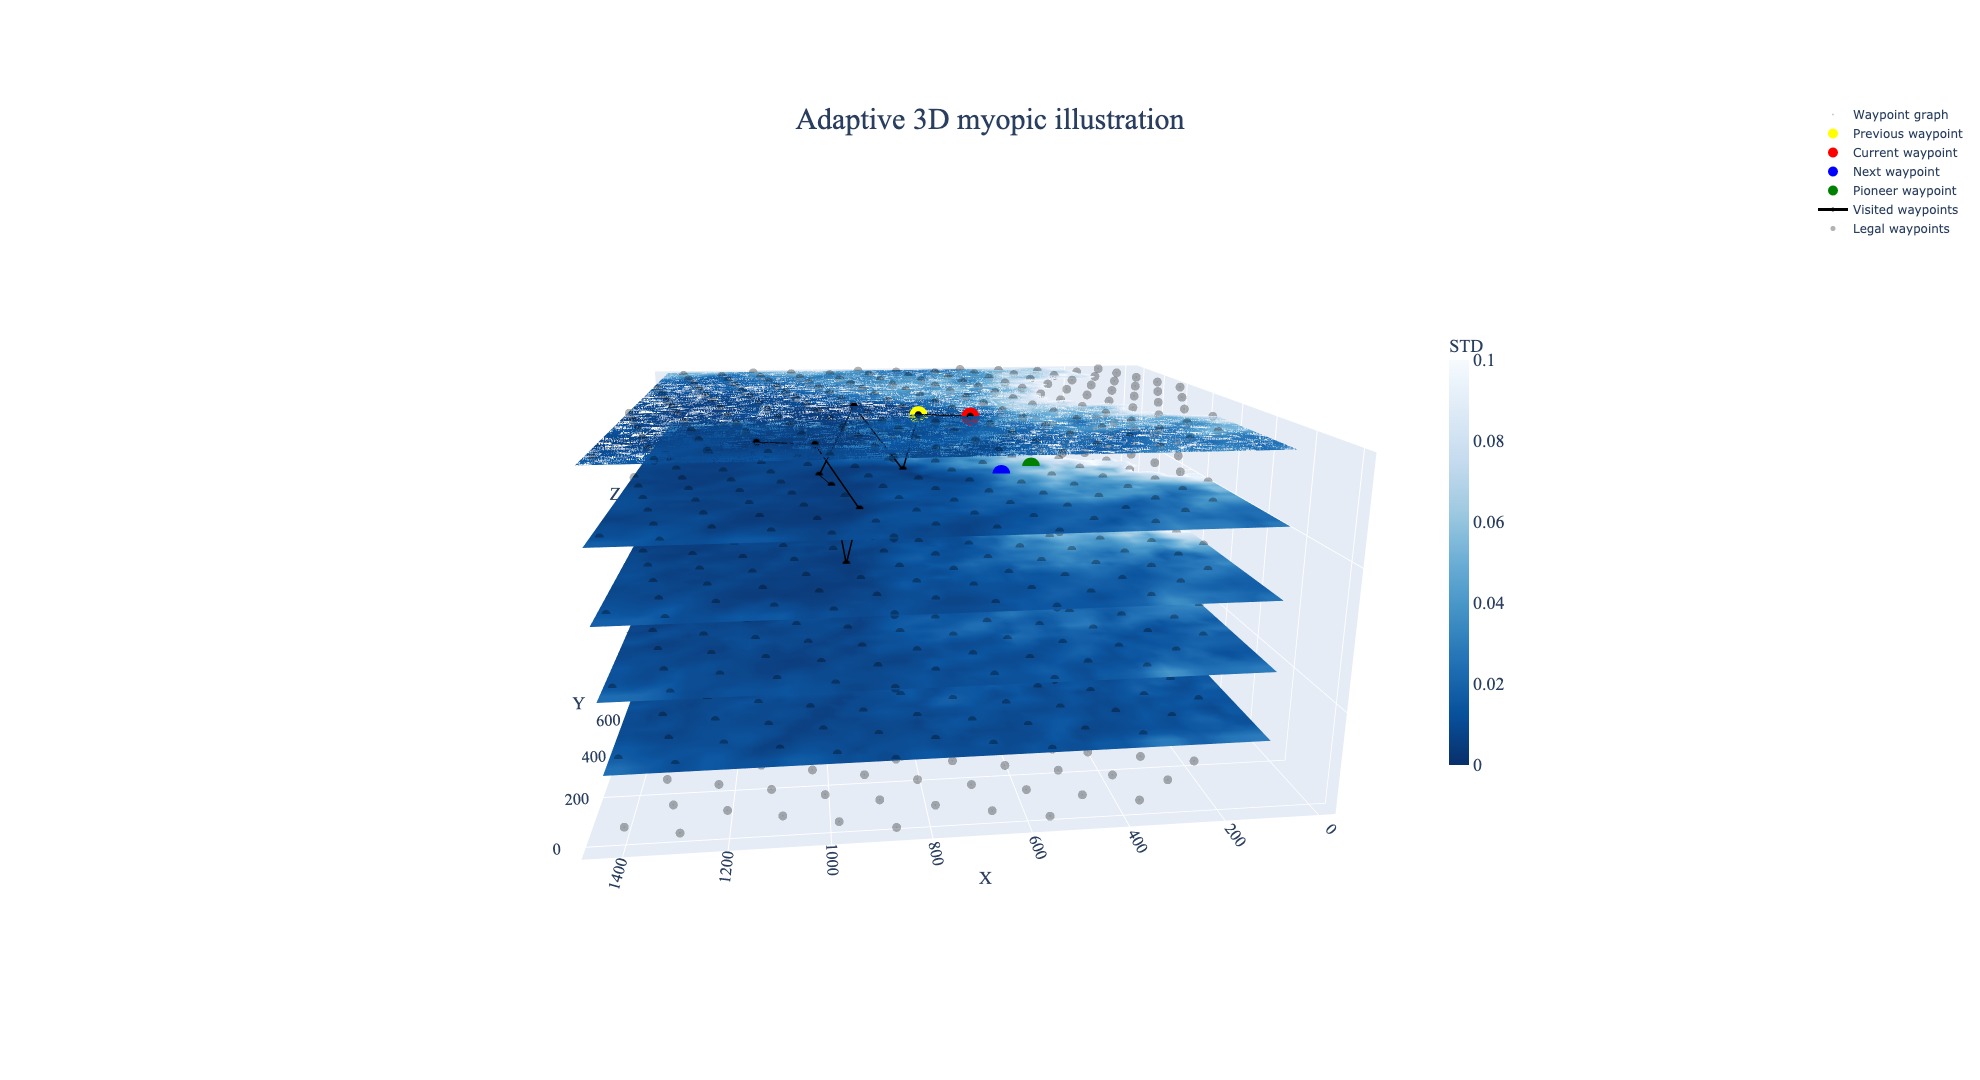 Adaptive 3D myopic illustration
Waypoint graph
Previous waypoint
Current waypoint
Next waypoint
Pioneer waypoint
Visited waypoints
Legal waypoints
STD
0.1
0.08
0.06
0.04
0.02
0
Z
Y
600
400
200
0
1400
1200
1000
800
600
400
200
0
X